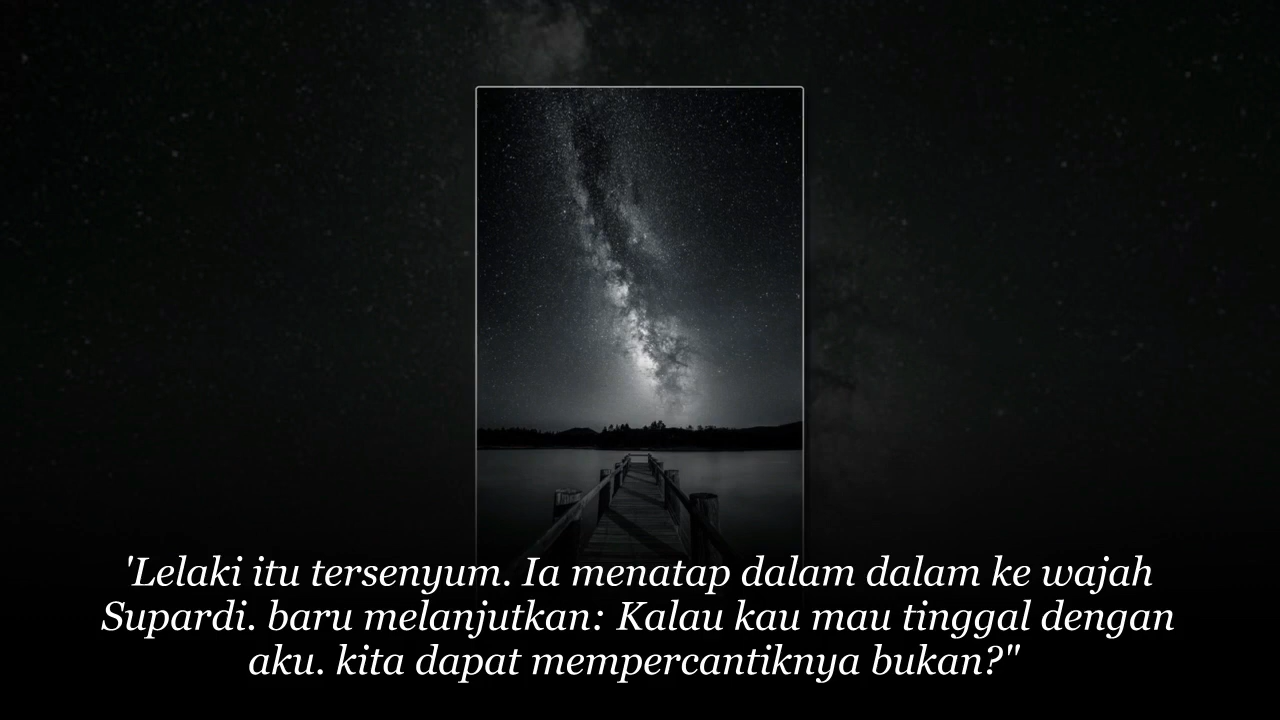 'Lelaki itu tersenyum. Ia menatap dalam dalam ke wajah
Supardi. baru melanjutkan: Kalau kau mau tinggal dengan
aku. kita dapat mempercantiknya bukan?"